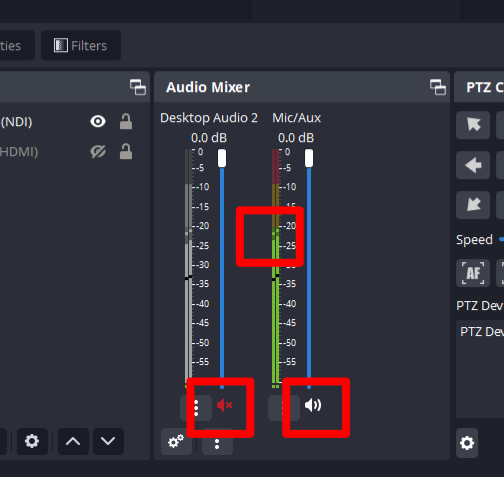 ties
Filters
Audio Mixer
PTZ C
(NDI)
HDMI)
Desktop Audio 2
0.0 dB
0
-5
-10
-15
-20
-25
-30
-35
-40
-45
-50
-55
Mic/Aux
0.0 dB
0
-5
-10
-15
-20
-25
-30
-35
-40
-45
-50
-55
Speed
AF
PTZ Dev
PTZ Dev